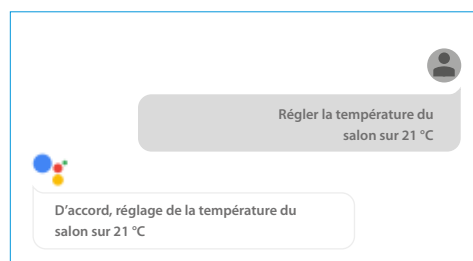 Régler la température du
salon sur 21 °C
D’accord, réglage de la température du
salon sur 21 °C